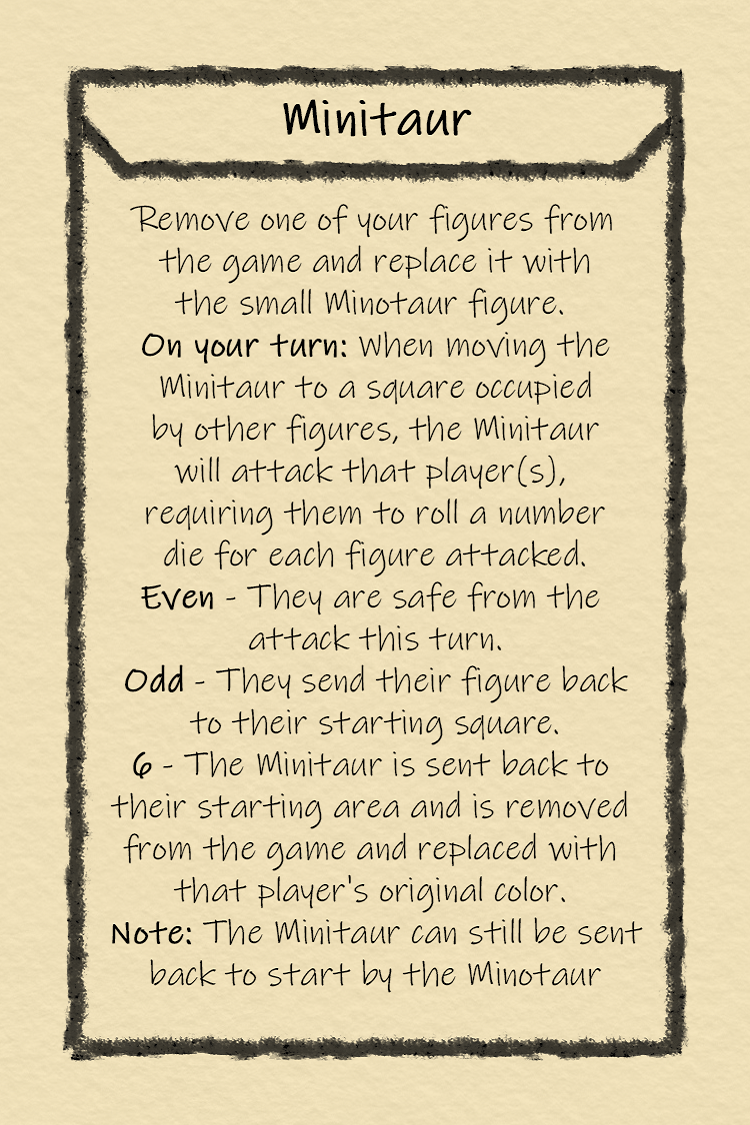 Minitaur
Remove one of your figures from
the game and replace it with
the small Minotaur figure.
On your turn: When moving the
Minitaur to a square occupied
by other figures, the Minitaur
will attack that player(s),
requiring them to roll a number
die for each figure attacked.
Even - They are safe from the
attack this turn.
Odd - They send their figure back
to their starting square.
6 - The Minitaur is sent back to
their starting area and is removed
from the game and replaced with
that player's original color.
Note: The Minitaur can still be sent
back to start by the Minotaur